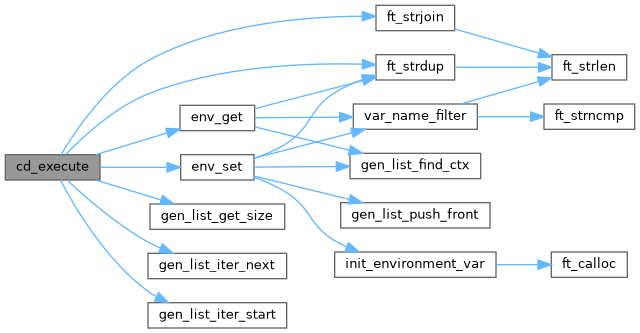 cd_execute
ft_strjoin
ft_strdup
ft_strlen
env_get
var_name_filter
ft_strncmp
env_set
gen_list_find_ctx
gen_list_get_size
gen_list_push_front
gen_list_iter_next
init_environment_var
ft_calloc
gen_list_iter_start